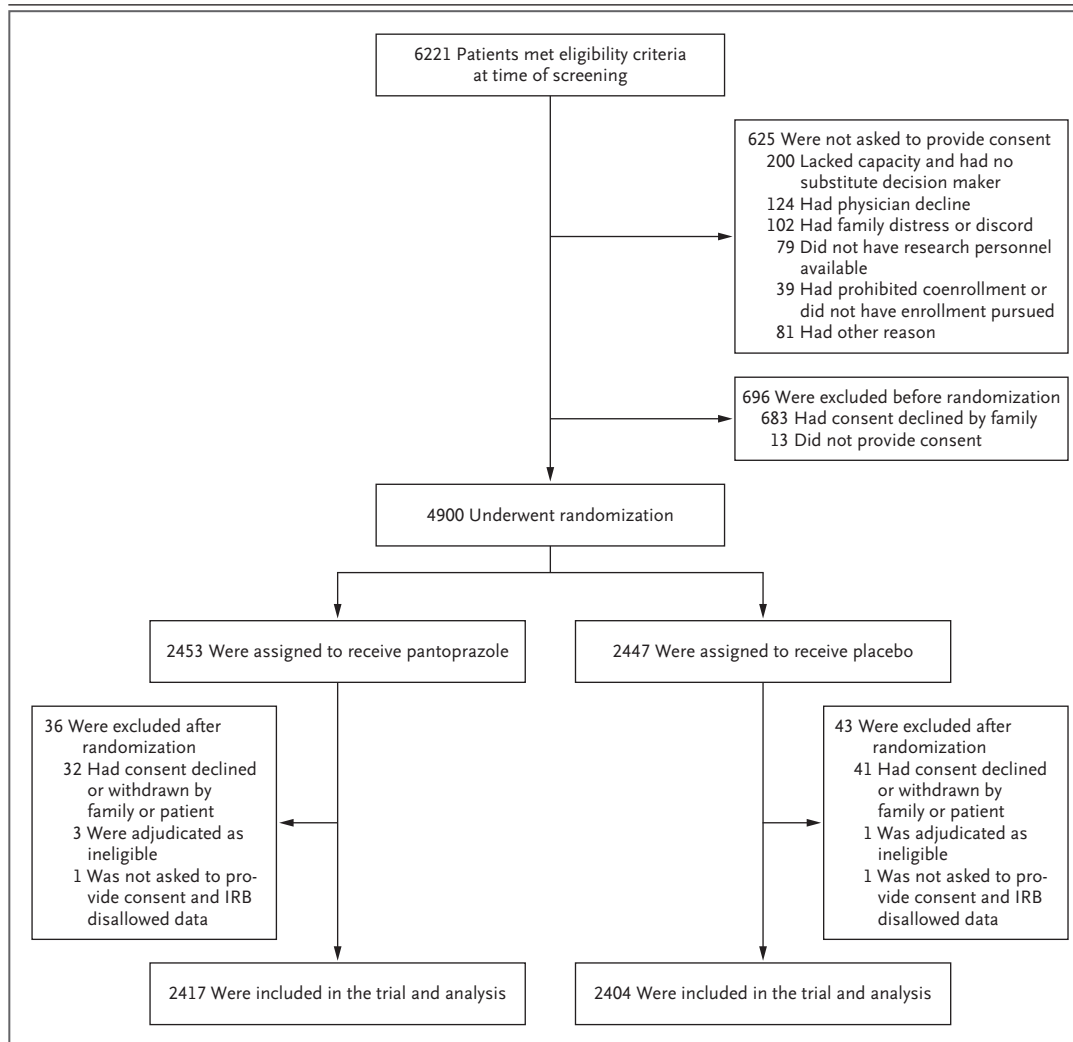 6221 Patients met eligibility criteria
at time of screening
625 Were not asked to provide consent
200 Lacked capacity and had no
substitute decision maker
124 Had physician decline
102 Had family distress or discord
79 Did not have research personnel
available
39 Had prohibited coenrollment or
did not have enrollment pursued
81 Had other reason
696 Were excluded before randomization
683 Had consent declined by family
13 Did not provide consent
4900 Underwent randomization
2453 Were assigned to receive pantoprazole
2447 Were assigned to receive placebo
36 Were excluded after
randomization
32 Had consent declined
or withdrawn by
family or patient
3 Were adjudicated as
ineligible
1 Was not asked to pro-
vide consent and IRB
disallowed data
43 Were excluded after
randomization
41 Had consent declined
or withdrawn by
family or patient
1 Was adjudicated as
ineligible
1 Was not asked to pro-
vide consent and IRB
disallowed data
2417 Were included in the trial and analysis
2404 Were included in the trial and analysis